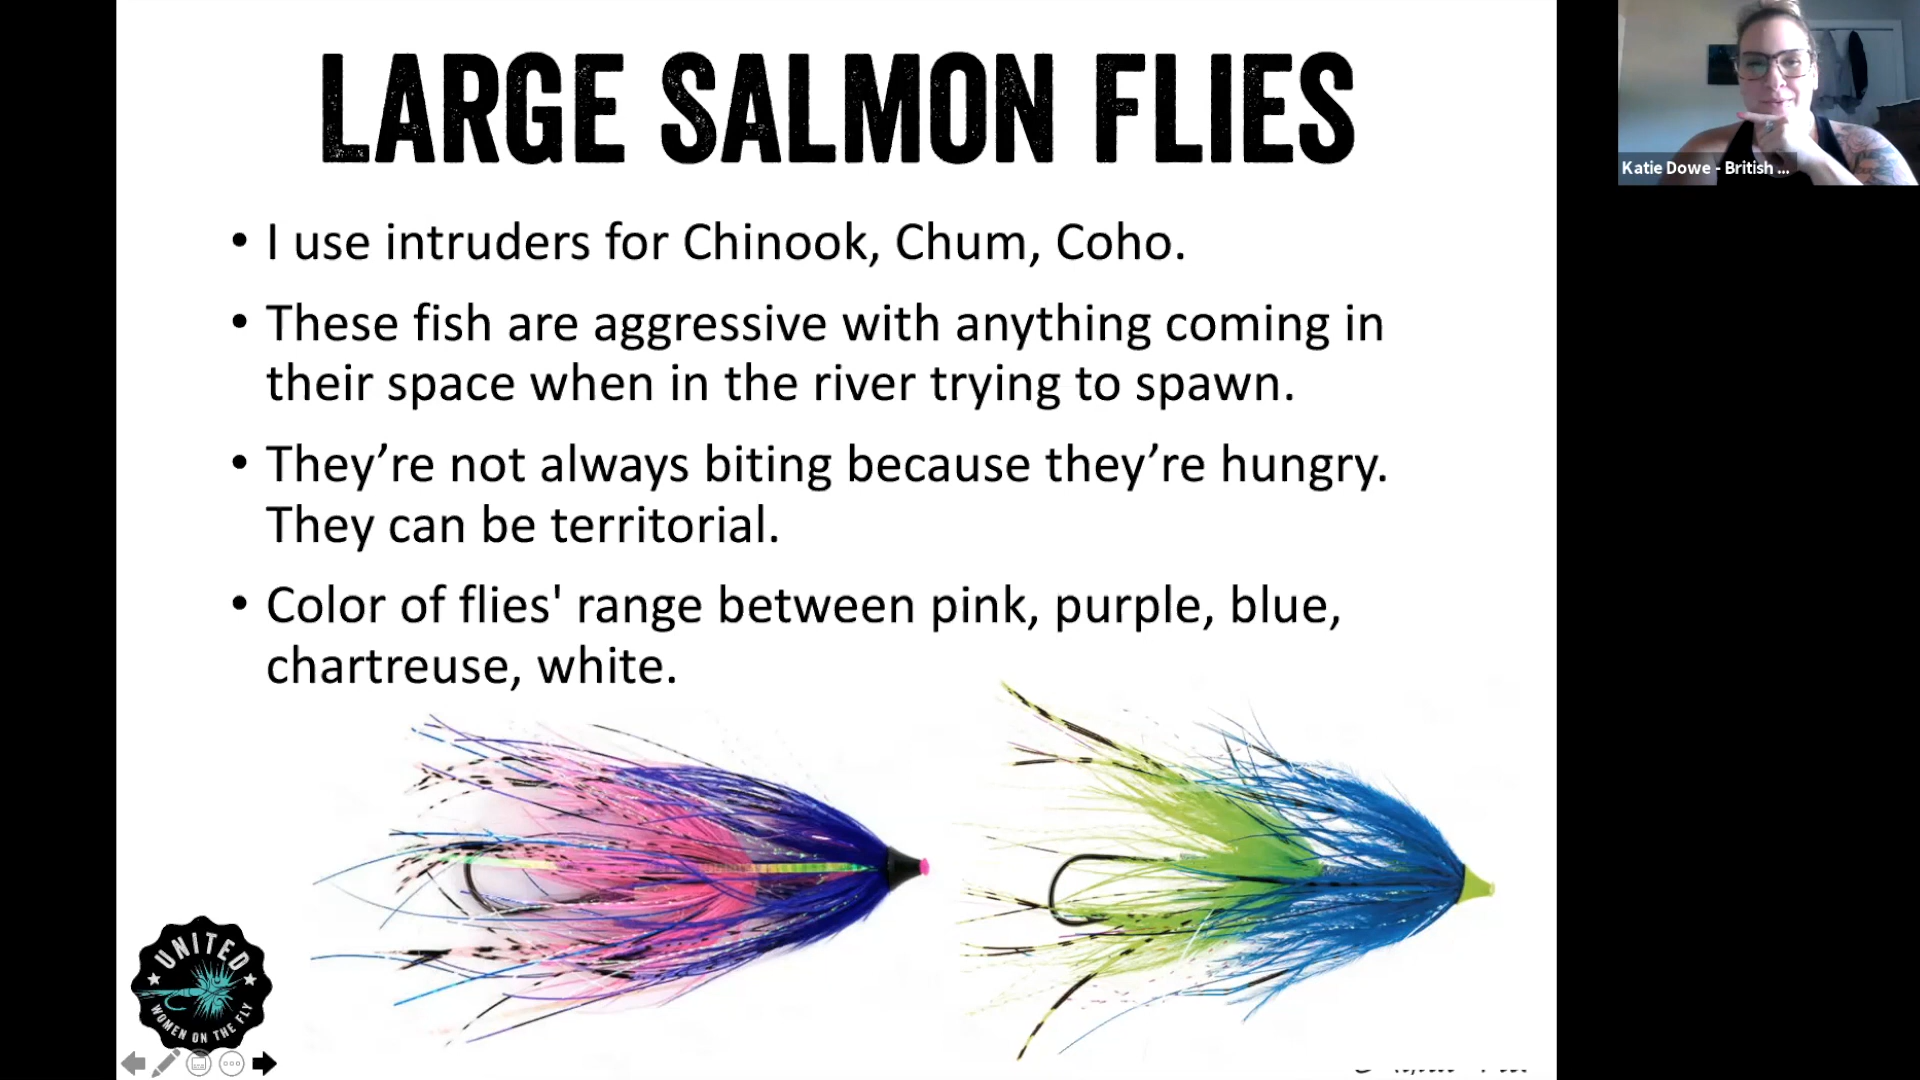 LARGE SALMON FLIES
• I use intruders for Chinook, Chum, Coho.
• These fish are aggressive with anything coming in
their space when in the river trying to spawn.
• They’re not always biting because they’re hungry.
They can be territorial.
• Color of flies' range between pink, purple, blue,
chartreuse, white.
UNITED
WOMEN ON THE FLY
Katie Dowe - British ...